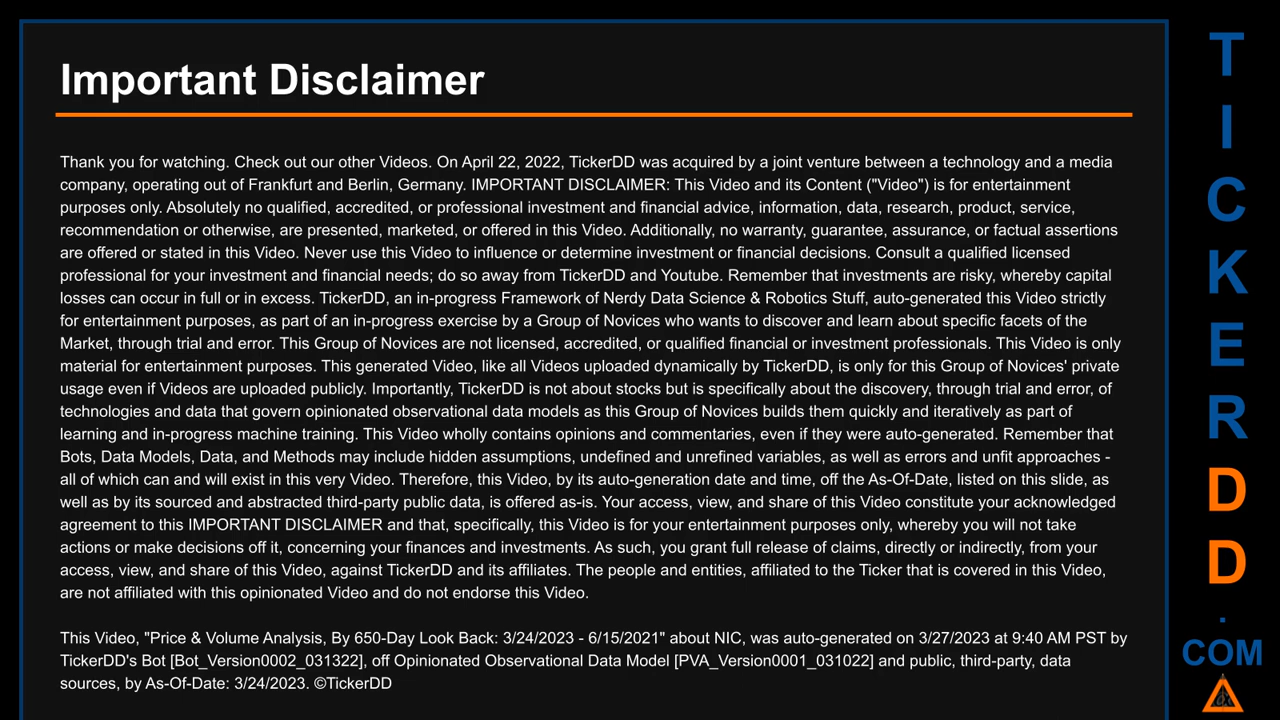 Important Disclaimer
Thank you for watching. Check out our other Videos. On April 22, 2022, TickerDD was acquired by a joint venture between a technology and a media
company, operating out of Frankfurt and Berlin, Germany. IMPORTANT DISCLAIMER: This Video and its Content ("Video") is for entertainment
purposes only. Absolutely no qualified, accredited, or professional investment and financial advice, information, data, research, product, service,
recommendation or otherwise, are presented, marketed, or offered in this Video. Additionally, no warranty, guarantee, assurance, or factual assertions
are offered or stated in this Video. Never use this Video to influence or determine investment or financial decisions. Consult a qualified licensed
professional for your investment and financial needs; do so away from TickerDD and Youtube. Remember that investments are risky, whereby capital
losses can occur in full or in excess. TickerDD, an in-progress Framework of Nerdy Data Science & Robotics Stuff, auto-generated this Video strictly
for entertainment purposes, as part of an in-progress exercise by a Group of Novices who wants to discover and learn about specific facets of the
Market, through trial and error. This Group of Novices are not licensed, accredited, or qualified financial or investment professionals. This Video is only
material for entertainment purposes. This generated Video, like all Videos uploaded dynamically by TickerDD, is only for this Group of Novices' private
usage even if Videos are uploaded publicly. Importantly, TickerDD is not about stocks but is specifically about the discovery, through trial and error, of
technologies and data that govern opinionated observational data models as this Group of Novices builds them quickly and iteratively as part of
learning and in-progress machine training. This Video wholly contains opinions and commentaries, even if they were auto-generated. Remember that
Bots, Data Models, Data, and Methods may include hidden assumptions, undefined and unrefined variables, as well as errors and unfit approaches -
all of which can and will exist in this very Video. Therefore, this Video, by its auto-generation date and time, off the As-Of-Date, listed on this slide, as
well as by its sourced and abstracted third-party public data, is offered as-is. Your access, view, and share of this Video constitute your acknowledged
agreement to this IMPORTANT DISCLAIMER and that, specifically, this Video is for your entertainment purposes only, whereby you will not take
actions or make decisions off it, concerning your finances and investments. As such, you grant full release of claims, directly or indirectly, from your
access, view, and share of this Video, against TickerDD and its affiliates. The people and entities, affiliated to the Ticker that is covered in this Video,
are not affiliated with this opinionated Video and do not endorse this Video.
This Video, "Price & Volume Analysis, By 650-Day Look Back: 3/24/2023 - 6/15/2021" about NIC, was auto-generated on 3/27/2023 at 9:40 AM PST by
TickerDD's Bot [Bot_Version0002_031322], off Opinionated Observational Data Model [PVA_Version0001_031022] and public, third-party, data
sources, by As-Of-Date: 3/24/2023. ©TickerDD
T
I
C
K
E
R
D
D
.
COM